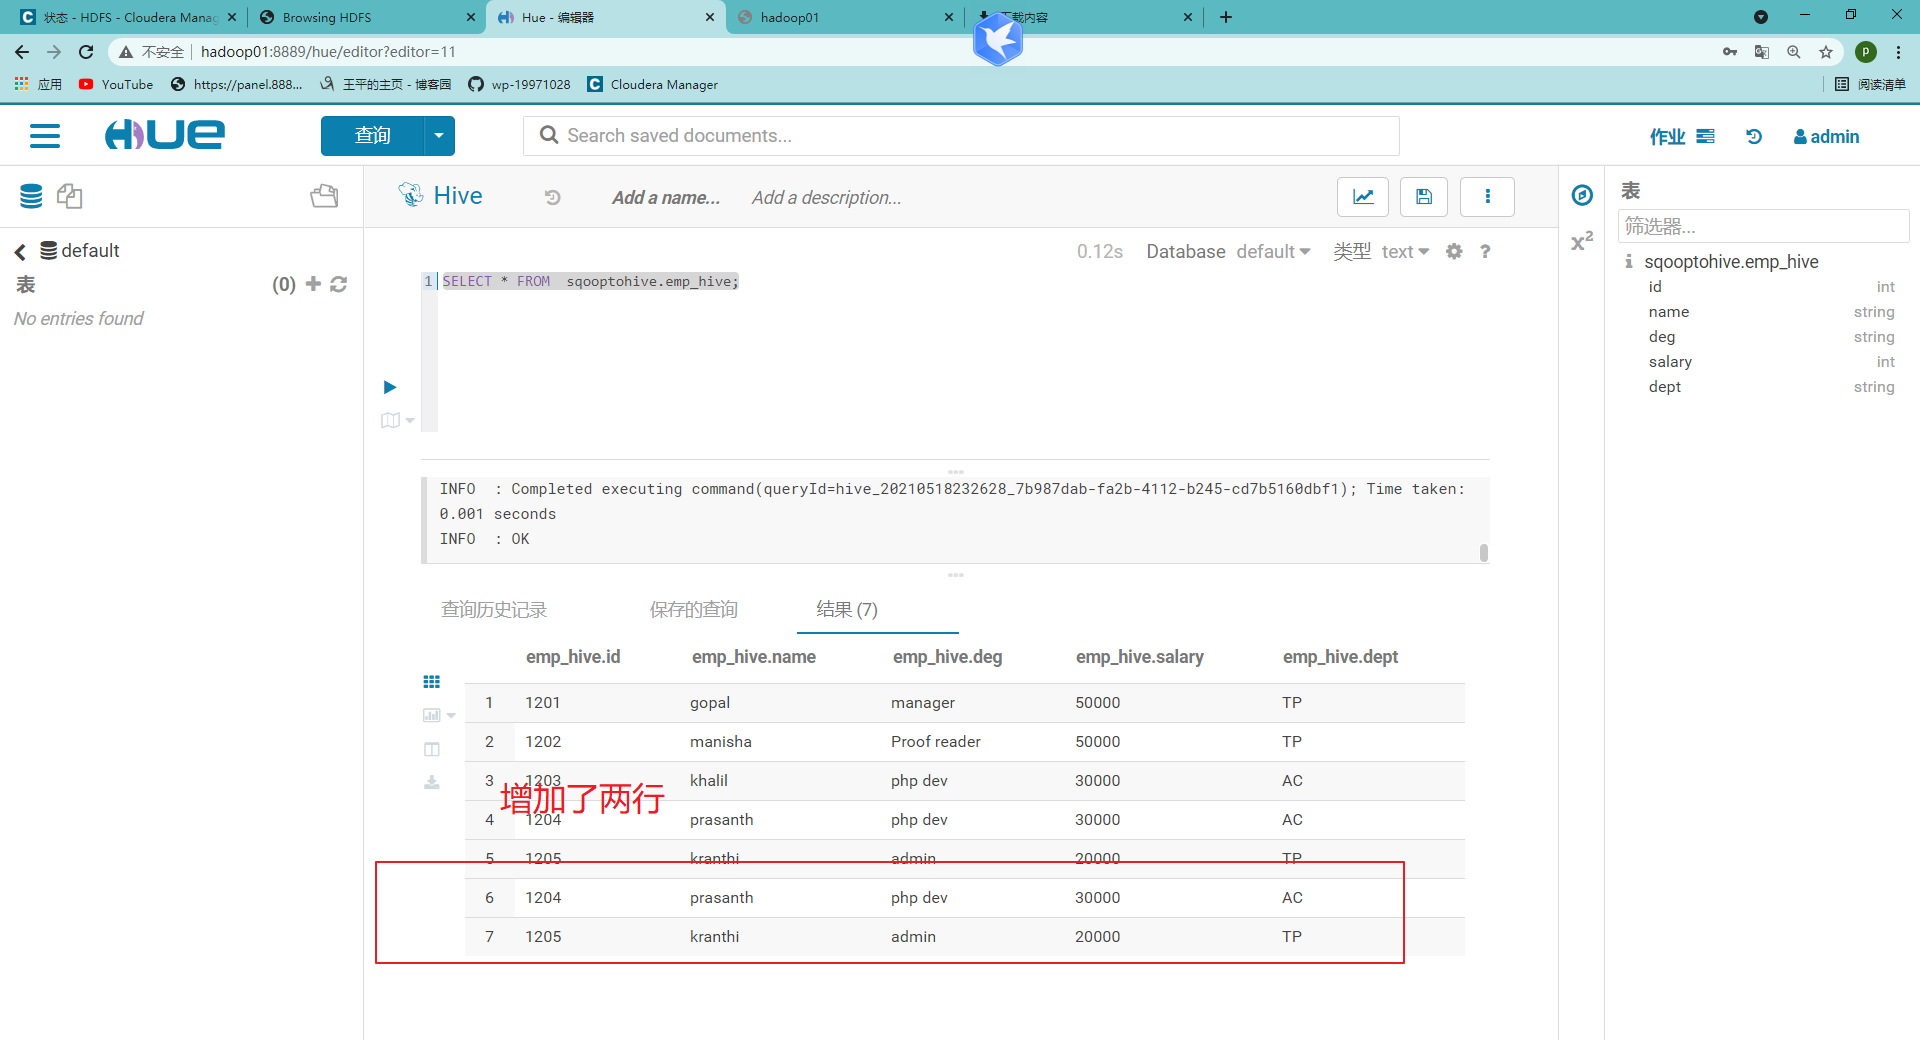 状态 - HDFS - Cloudera Manag
Browsing HDFS
Hue - 编辑器
hadoop01
下载内容
不安全
hadoop01:8889/hue/editor?editor=11
P
应用
YouTube
https://panel.888...
王平的主页 - 博客园
wp-19971028
Cloudera Manager
阅读清单
HUE
查询
Search saved documents...
作业
admin
default
表
(0)
No entries found
Hive
Add a name...
Add a description...
0.12s
Database
default
类型
text
?
1
SELECT * FROM  sqooptohive.emp_hive;
INFO  : Completed executing command(queryId=hive_20210518232628_7b987dab-fa2b-4112-b245-cd7b5160dbf1); Time taken:
0.001 seconds
INFO  : OK
查询历史记录
保存的查询
结果 (7)
emp_hive.id emp_hive.name emp_hive.deg emp_hive.salary emp_hive.dept
1 1201 gopal manager 50000 TP
2 1202 manisha Proof reader 50000 TP
3 1203 khalil php dev 30000 AC
增加了两行
4 1204 prasanth php dev 30000 AC
5 1205 kranthi admin 20000 TP
6 1204 prasanth php dev 30000 AC
7 1205 kranthi admin 20000 TP
x²
表
筛选器...
sqooptohive.emp_hive
id int
name string
deg string
salary int
dept string